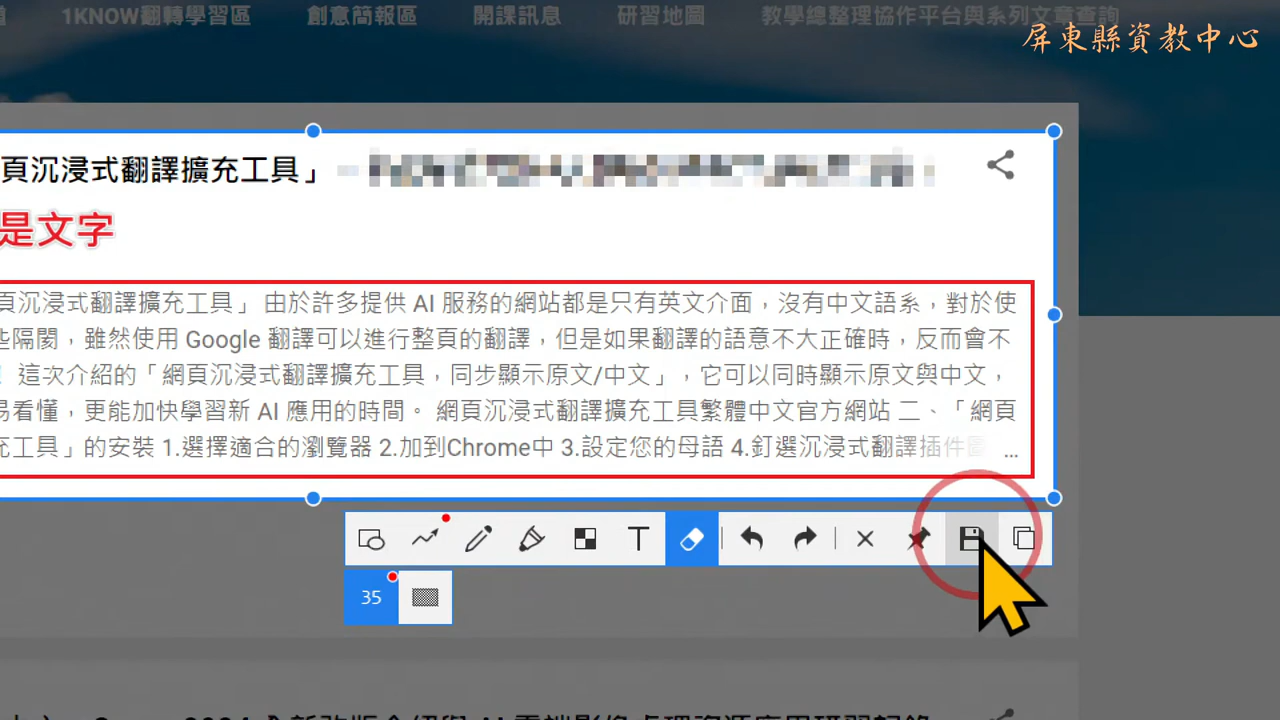 1KNOW翻轉學習區 創意簡報區 開課訊息 研習地圖 教學總整理協作平台與系列文章查詢
屏東縣資教中心
頁沉浸式翻譯擴充工具」
是文字
頁沉浸式翻譯擴充工具」 由於許多提供 AI 服務的網站都是只有英文介面，沒有中文語系，對於使
些隔閡，雖然使用 Google 翻譯可以進行整頁的翻譯，但是如果翻譯的語意不大正確時，反而會不
這次介紹的「網頁沉浸式翻譯擴充工具，同步顯示原文/中文」，它可以同時顯示原文與中文，
易看懂，更能加快學習新 AI 應用的時間。 網頁沉浸式翻譯擴充工具繁體中文官方網站 二、「網頁
充工具」的安裝 1.選擇適合的瀏覽器 2.加到Chrome中 3.設定您的母語 4.釘選沉浸式翻譯插件圖 ...
T
35